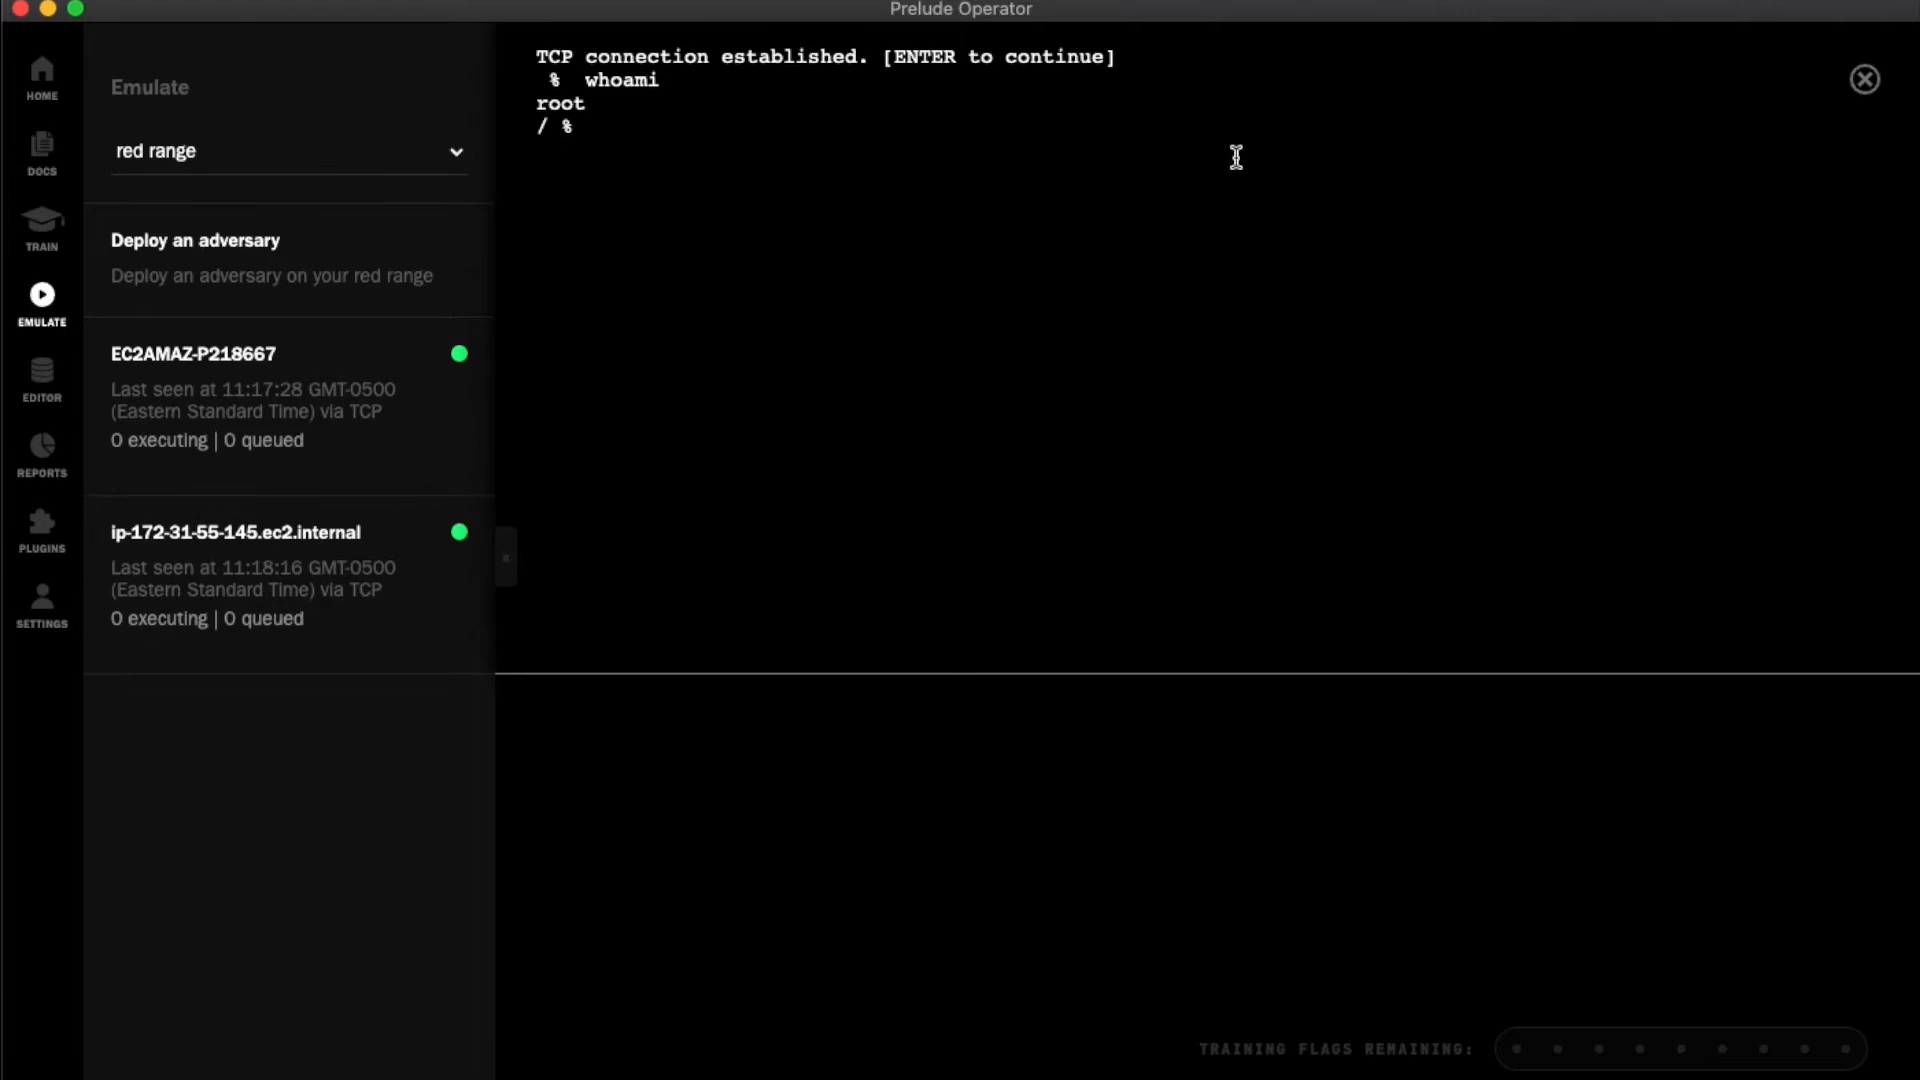 Prelude Operator
HOME
DOCS
TRAIN
EMULATE
EDITOR
REPORTS
PLUGINS
SETTINGS
Emulate
red range
Deploy an adversary
Deploy an adversary on your red range
EC2AMAZ-P218667
Last seen at 11:17:28 GMT-0500
(Eastern Standard Time) via TCP
0 executing | 0 queued
ip-172-31-55-145.ec2.internal
Last seen at 11:18:16 GMT-0500
(Eastern Standard Time) via TCP
0 executing | 0 queued
TCP connection established. [ENTER to continue]
% whoami
root
/ %
TRAINING FLAGS REMAINING: